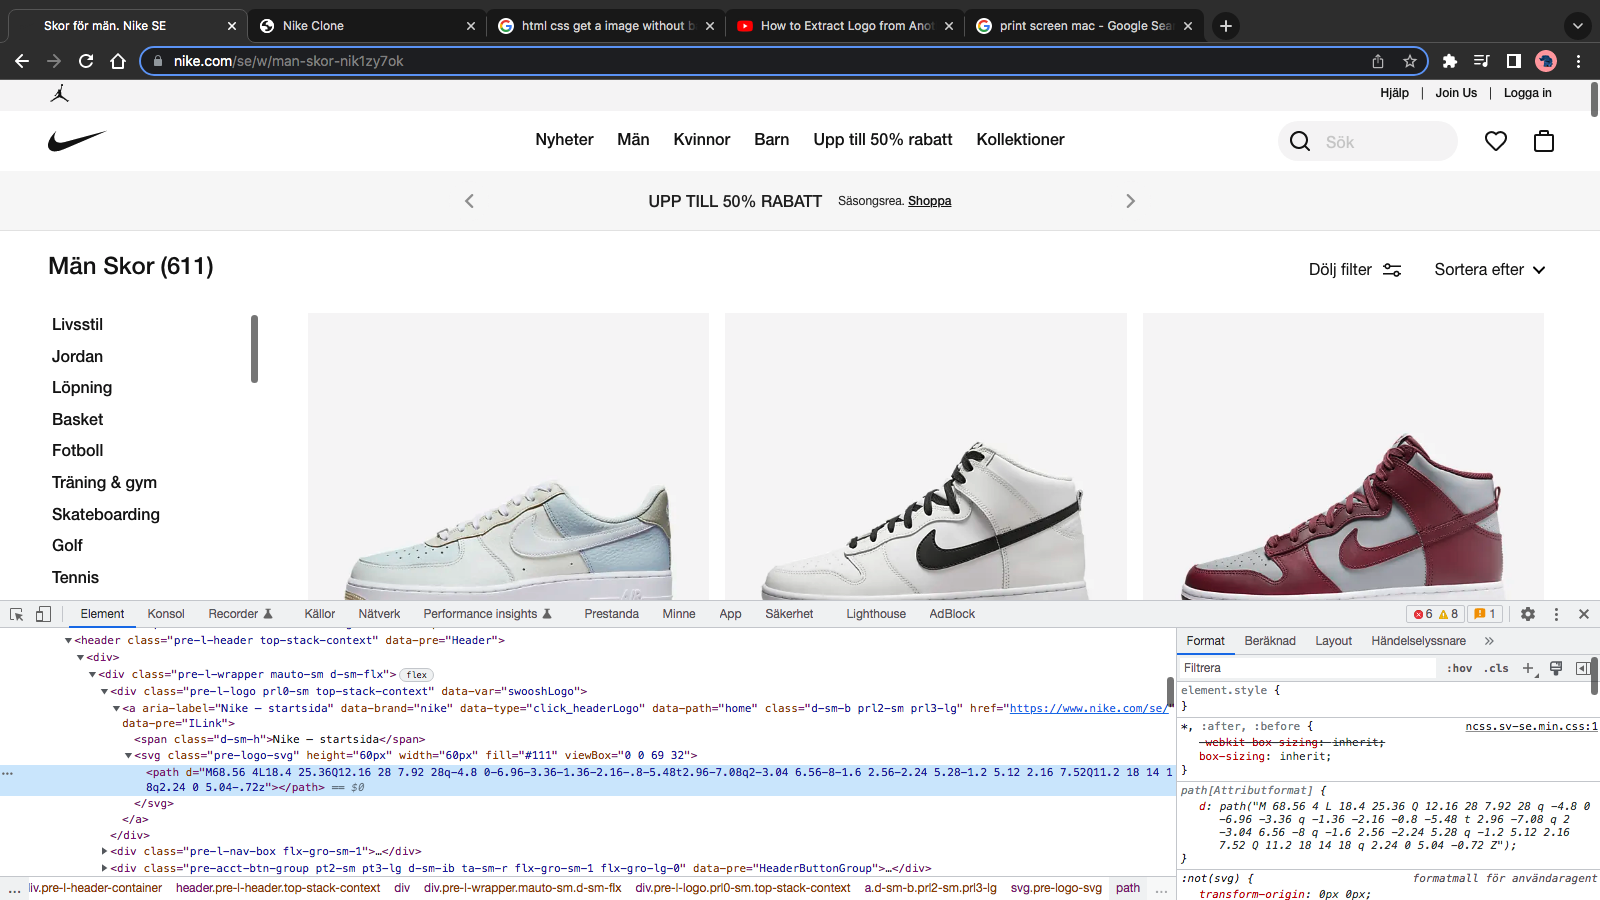 Skor för män. Nike SE
Nike Clone
html css get a image without b
How to Extract Logo from Anot
print screen mac - Google Sea
nike.com/se/w/man-skor-nik1zy7ok
Hjälp | Join Us | Logga in
Nyheter Män Kvinnor Barn Upp till 50% rabatt Kollektioner
Sök
UPP TILL 50% RABATT Säsongsrea. Shoppa
Män Skor (611)
Dölj filter
Sortera efter
Livsstil
Jordan
Löpning
Basket
Fotboll
Träning & gym
Skateboarding
Golf
Tennis
Element Konsol Recorder Källor Nätverk Performance insights Prestanda Minne App Säkerhet Lighthouse AdBlock
6 8 1
<header class="pre-l-header top-stack-context" data-pre="Header">
<div>
<div class="pre-l-wrapper mauto-sm d-sm-flx"> flex
<div class="pre-l-logo prl0-sm top-stack-context" data-var="swooshLogo">
<a aria-label="Nike – startsida" data-brand="nike" data-type="click_headerLogo" data-path="home" class="d-sm-b prl2-sm prl3-lg" href="https://www.nike.com/se/"
data-pre="ILink">
<span class="d-sm-h">Nike – startsida</span>
<svg class="pre-logo-svg" height="60px" width="60px" fill="#111" viewBox="0 0 69 32">
… <path d="M68.56 4L18.4 25.36Q12.16 28 7.92 28q-4.8 0-6.96-3.36-1.36-2.16-.8-5.48t2.96-7.08q2-3.04 6.56-8-1.6 2.56-2.24 5.28-1.2 5.12 2.16 7.52Q11.2 18 14 1
8q2.24 0 5.04-.72z"></path> == $0
</svg>
</a>
</div>
<div class="pre-l-nav-box flx-gro-sm-1">…</div>
<div class="pre-acct-btn-group pt2-sm pt3-lg d-sm-ib ta-sm-r flx-gro-sm-1 flx-gro-lg-0" data-pre="HeaderButtonGroup">…</div>
… iv.pre-l-header-container header.pre-l-header.top-stack-context div div.pre-l-wrapper.mauto-sm.d-sm-flx div.pre-l-logo.prl0-sm.top-stack-context a.d-sm-b.prl2-sm.prl3-lg svg.pre-logo-svg path …
Format Beräknad Layout Händelselyssnare »
Filtrera :hov .cls
element.style {
}
*, :after, :before { ncss.sv-se.min.css:1
-webkit-box-sizing: inherit;
box-sizing: inherit;
}
path[Attributformat] {
d: path("M 68.56 4 L 18.4 25.36 Q 12.16 28 7.92 28 q -4.8 0
-6.96 -3.36 q -1.36 -2.16 -0.8 -5.48 t 2.96 -7.08 q 2
-3.04 6.56 -8 q -1.6 2.56 -2.24 5.28 q -1.2 5.12 2.16
7.52 Q 11.2 18 14 18 q 2.24 0 5.04 -0.72 Z");
}
:not(svg) { formatmall för användaragent
transform-origin: 0px 0px;